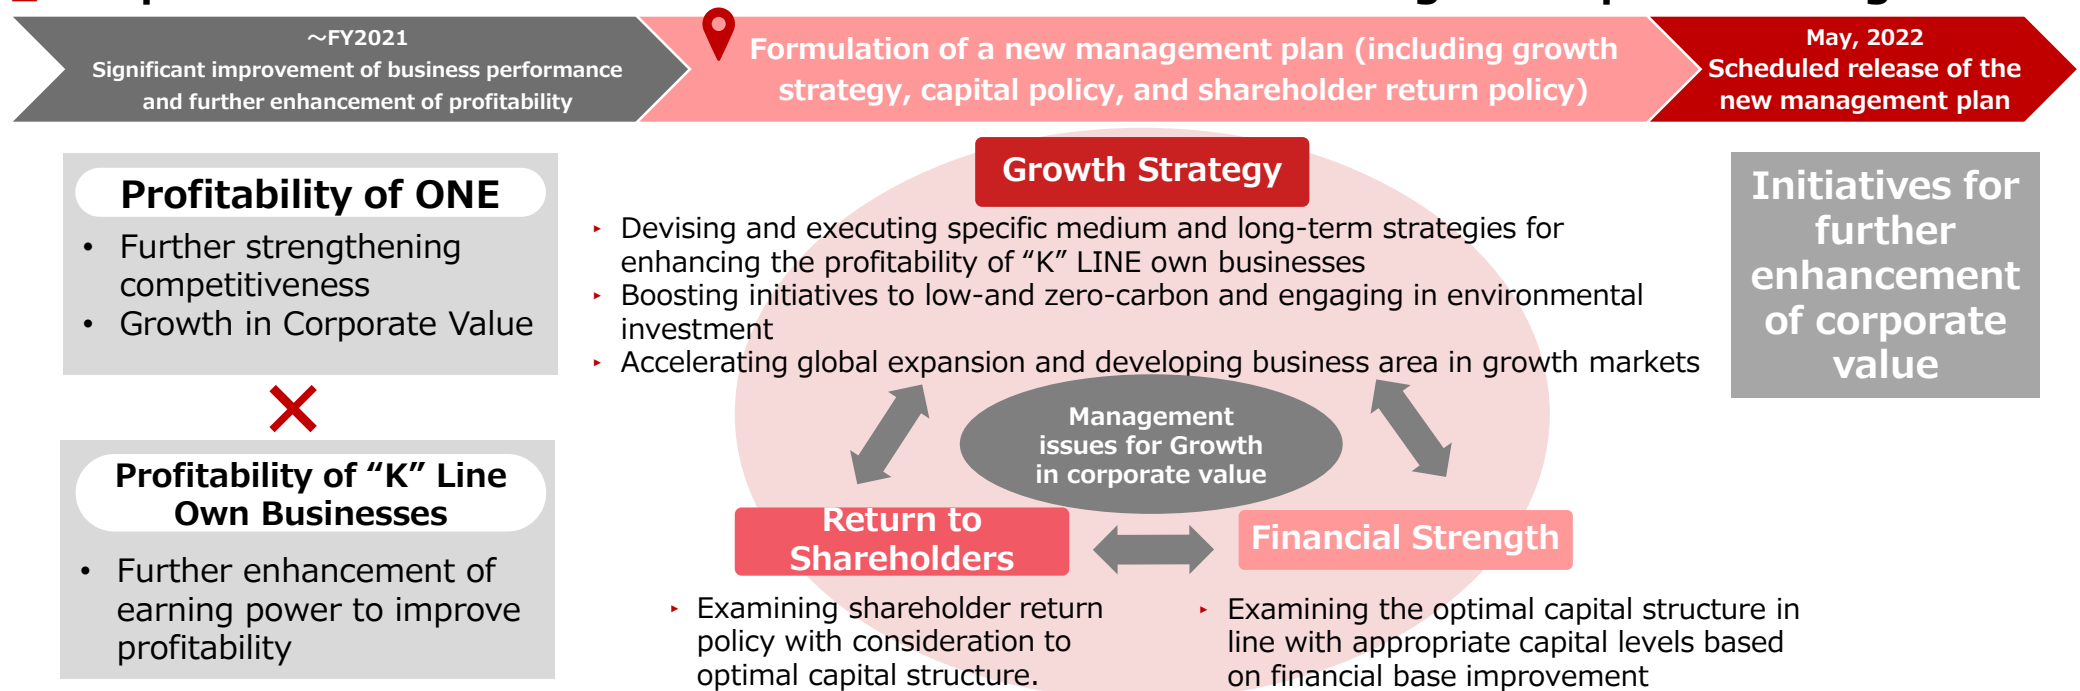 ～FY2021
Significant improvement of business performance
and further enhancement of profitability
Formulation of a new management plan (including growth
strategy, capital policy, and shareholder return policy)
May, 2022
Scheduled release of the
new management plan
Profitability of ONE
• Further strengthening
competitiveness
• Growth in Corporate Value
×
Profitability of “K” Line
Own Businesses
• Further enhancement of
earning power to improve
profitability
Growth Strategy
‣ Devising and executing specific medium and long-term strategies for
enhancing the profitability of “K” LINE own businesses
‣ Boosting initiatives to low-and zero-carbon and engaging in environmental
investment
‣ Accelerating global expansion and developing business area in growth markets
Management
issues for Growth
in corporate value
Return to
Shareholders
‣ Examining shareholder return
policy with consideration to
optimal capital structure.
Financial Strength
‣ Examining the optimal capital structure in
line with appropriate capital levels based
on financial base improvement
Initiatives for
further
enhancement
of corporate
value